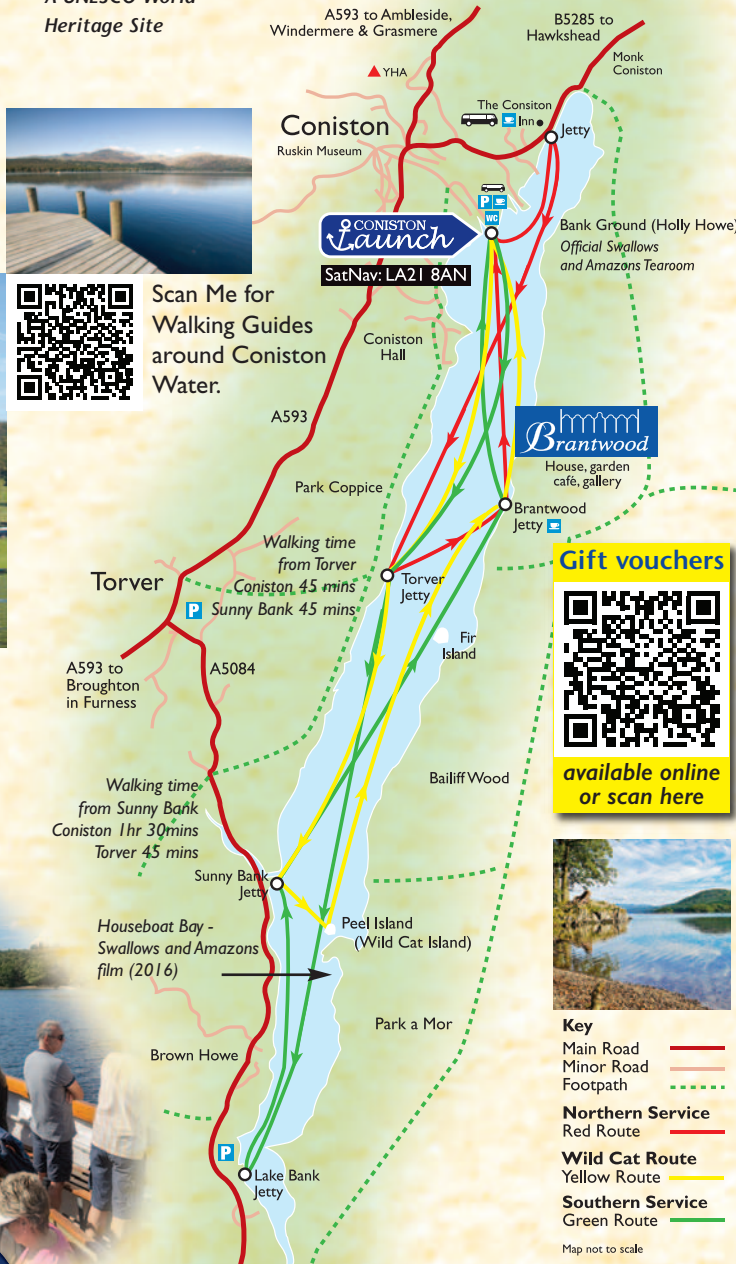 A UNESCO World
Heritage Site
A593 to Ambleside,
Windermere & Grasmere
B5285 to
Hawkshead
Monk
Coniston
YHA
The Consiton
Inn
Jetty
Coniston
Ruskin Museum
P
WC
CONISTON
Launch
SatNav: LA21 8AN
Bank Ground (Holly Howe)
Official Swallows
and Amazons Tearoom
Scan Me for
Walking Guides
around Coniston
Water.
Coniston
Hall
A593
Brantwood
House, garden
café, gallery
Park Coppice
Brantwood
Jetty
Walking time
from Torver
Coniston 45 mins
Sunny Bank 45 mins
Torver
P
Torver
Jetty
Gift vouchers
available online
or scan here
Fir
Island
A593 to
Broughton
in Furness
A5084
Bailiff Wood
Walking time
from Sunny Bank
Coniston 1hr 30mins
Torver 45 mins
Sunny Bank
Jetty
Peel Island
(Wild Cat Island)
Houseboat Bay -
Swallows and Amazons
film (2016)
Park a Mor
Brown Howe
P
Lake Bank
Jetty
Key
Main Road
Minor Road
Footpath
Northern Service
Red Route
Wild Cat Route
Yellow Route
Southern Service
Green Route
Map not to scale